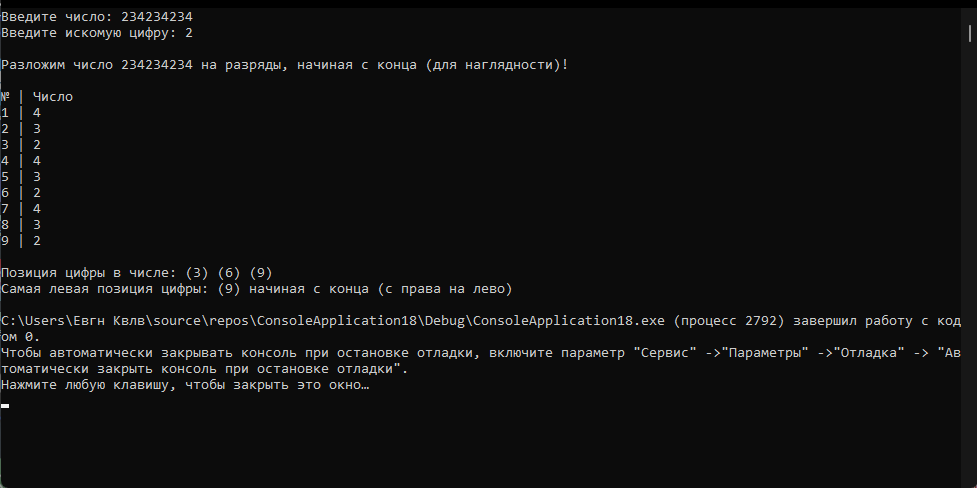 Введите число: 234234234
Введите искомую цифру: 2
Разложим число 234234234 на разряды, начиная с конца (для наглядности)!
№ | Число
1 | 4
2 | 3
3 | 2
4 | 4
5 | 3
6 | 2
7 | 4
8 | 3
9 | 2
Позиция цифры в числе: (3) (6) (9)
Самая левая позиция цифры: (9) начиная с конца (с права на лево)
C:\Users\Евгн Квлв\source\repos\ConsoleApplication18\Debug\ConsoleApplication18.exe (процесс 2792) завершил работу с код
ом 0.
Чтобы автоматически закрывать консоль при остановке отладки, включите параметр "Сервис" ->"Параметры" ->"Отладка" -> "Ав
томатически закрыть консоль при остановке отладки".
Нажмите любую клавишу, чтобы закрыть это окно…